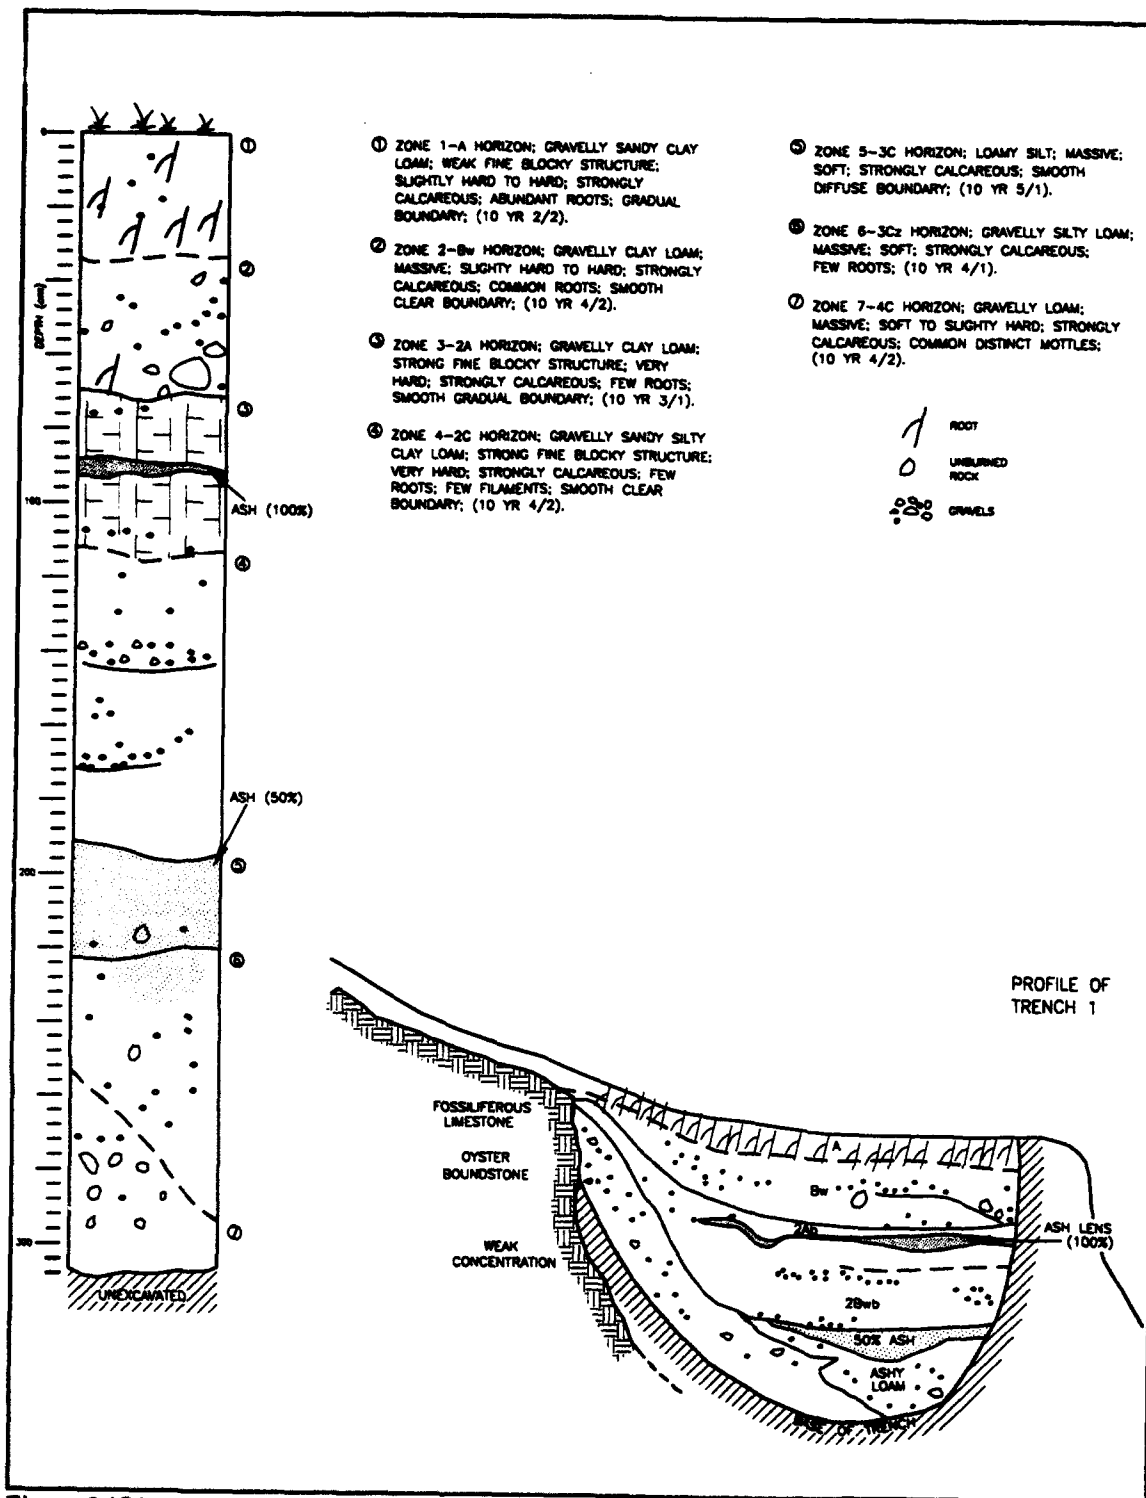 ① ZONE 1-A HORIZON; GRAVELLY SANDY CLAY
LOAM; WEAK FINE BLOCKY STRUCTURE;
SLIGHTLY HARD TO HARD; STRONGLY
CALCAREOUS; ABUNDANT ROOTS; GRADUAL
BOUNDARY; (10 YR 2/2).
② ZONE 2-Bw HORIZON; GRAVELLY CLAY LOAM;
MASSIVE; SLIGHTY HARD TO HARD; STRONGLY
CALCAREOUS; COMMON ROOTS; SMOOTH
CLEAR BOUNDARY; (10 YR 4/2).
③ ZONE 3-2A HORIZON; GRAVELLY CLAY LOAM;
STRONG FINE BLOCKY STRUCTURE; VERY
HARD; STRONGLY CALCAREOUS; FEW ROOTS;
SMOOTH GRADUAL BOUNDARY; (10 YR 3/1).
④ ZONE 4-2C HORIZON; GRAVELLY SANDY SILTY
CLAY LOAM; STRONG FINE BLOCKY STRUCTURE;
VERY HARD; STRONGLY CALCAREOUS; FEW
ROOTS; FEW FILAMENTS; SMOOTH CLEAR
BOUNDARY; (10 YR 4/2).
⑤ ZONE 5-3C HORIZON; LOAMY SILT; MASSIVE;
SOFT; STRONGLY CALCAREOUS; SMOOTH
DIFFUSE BOUNDARY; (10 YR 5/1).
⑥ ZONE 6-3Cz HORIZON; GRAVELLY SILTY LOAM;
MASSIVE; SOFT; STRONGLY CALCAREOUS;
FEW ROOTS; (10 YR 4/1).
⑦ ZONE 7-4C HORIZON; GRAVELLY LOAM;
MASSIVE; SOFT TO SLIGHTY HARD; STRONGLY
CALCAREOUS; COMMON DISTINCT MOTTLES;
(10 YR 4/2).
ROOT
UNBURNED
ROCK
GRAVELS
DEPTH (cm)
①
②
③
100
ASH (100%)
④
ASH (50%)
200
⑤
⑥
⑦
300
UNEXCAVATED
PROFILE OF
TRENCH 1
FOSSILIFEROUS
LIMESTONE
OYSTER
BOUNDSTONE
WEAK
CONCENTRATION
A
Bw
2Ab
ASH LENS
(100%)
2Bwb
50% ASH
ASHY
LOAM
BASE OF TRENCH